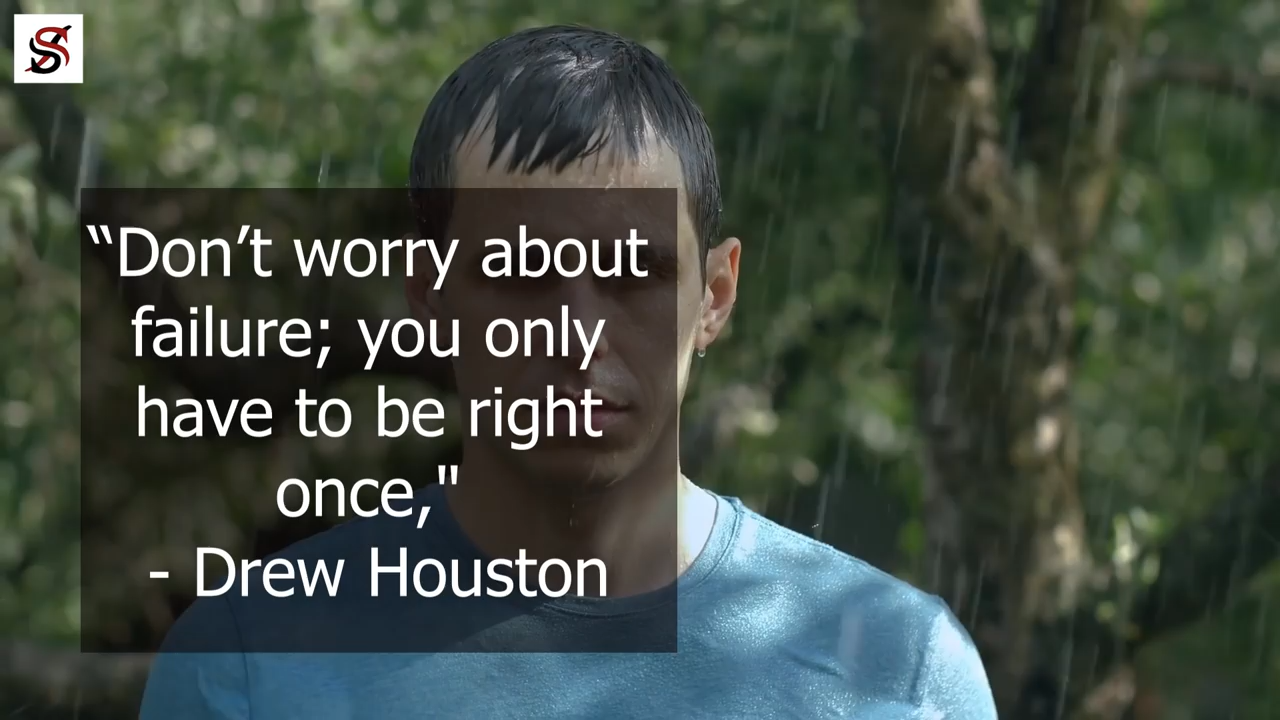 “Don’t worry about
failure; you only
have to be right
once,"
- Drew Houston